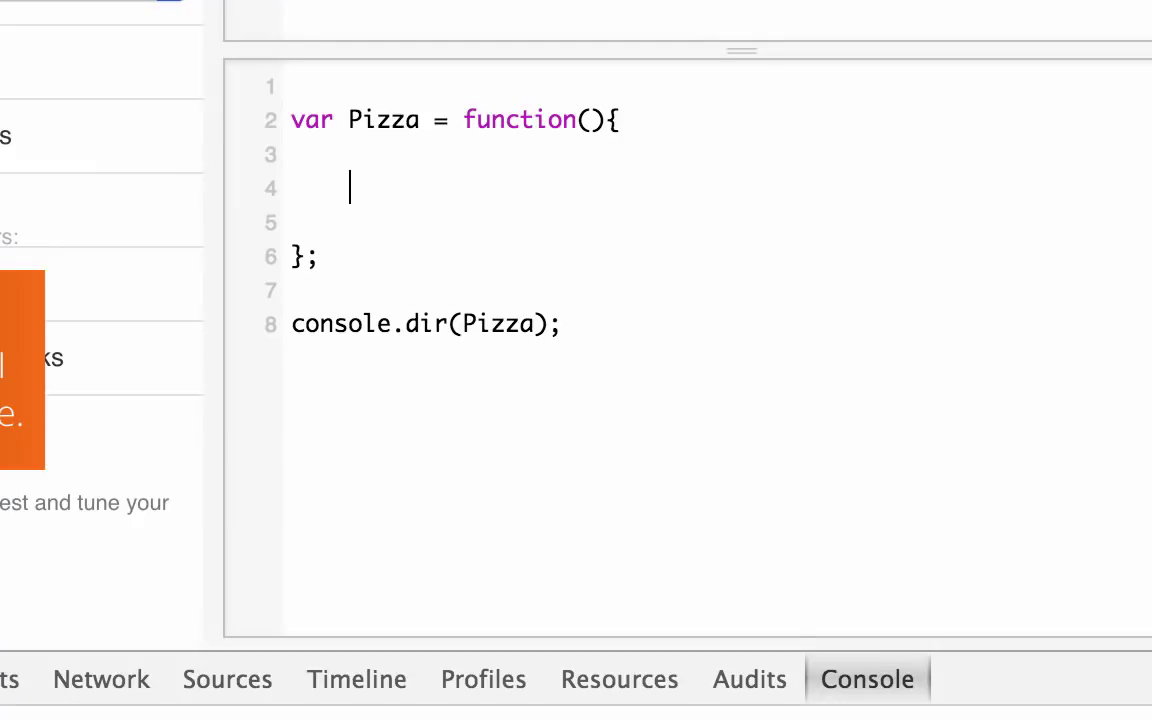 s
rs:
ks
l
e.
est and tune your
1
2 var Pizza = function(){
3
4
5
6 };
7
8 console.dir(Pizza);
ts Network Sources Timeline Profiles Resources Audits Console